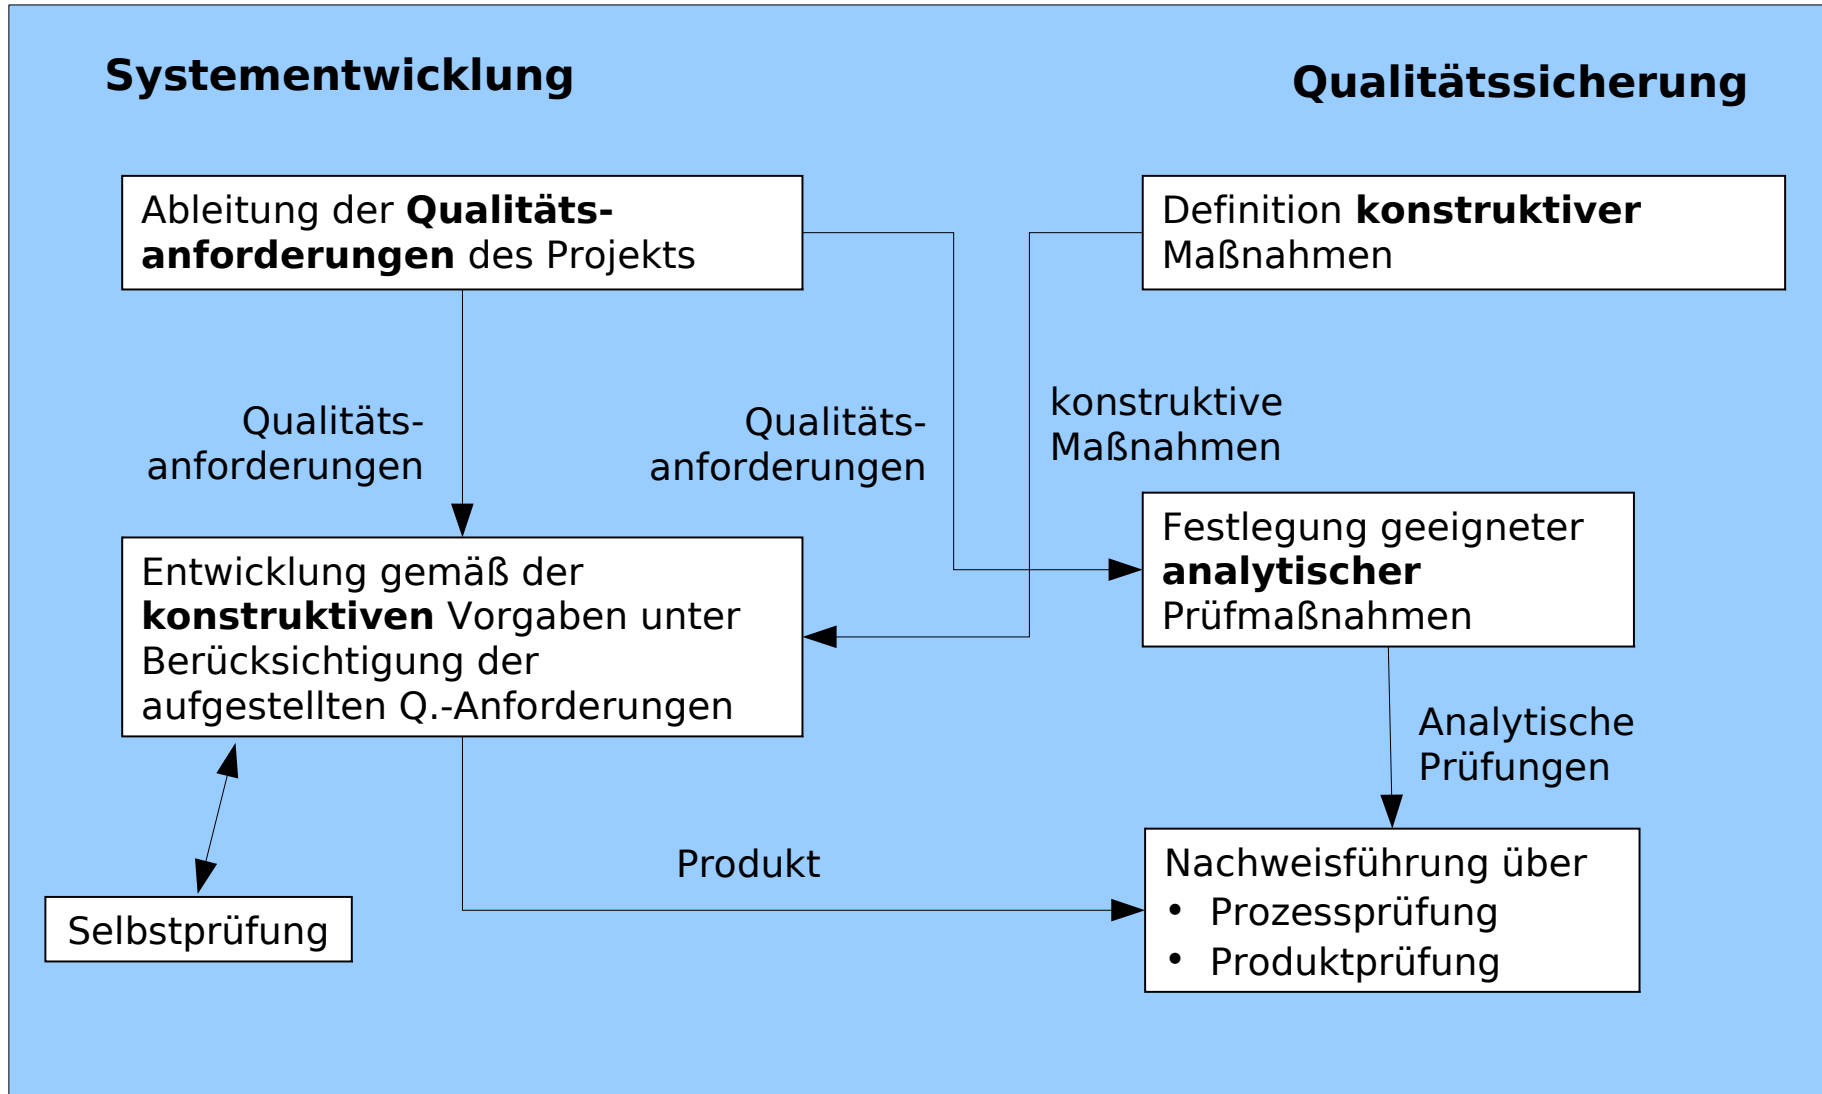 Systementwicklung
Qualitätssicherung
Ableitung der Qualitäts-
anforderungen des Projekts
Definition konstruktiver
Maßnahmen
Qualitäts-
anforderungen
Qualitäts-
anforderungen
konstruktive
Maßnahmen
Entwicklung gemäß der
konstruktiven Vorgaben unter
Berücksichtigung der
aufgestellten Q.-Anforderungen
Festlegung geeigneter
analytischer
Prüfmaßnahmen
Analytische
Prüfungen
Produkt
Selbstprüfung
Nachweisführung über
• Prozessprüfung
• Produktprüfung